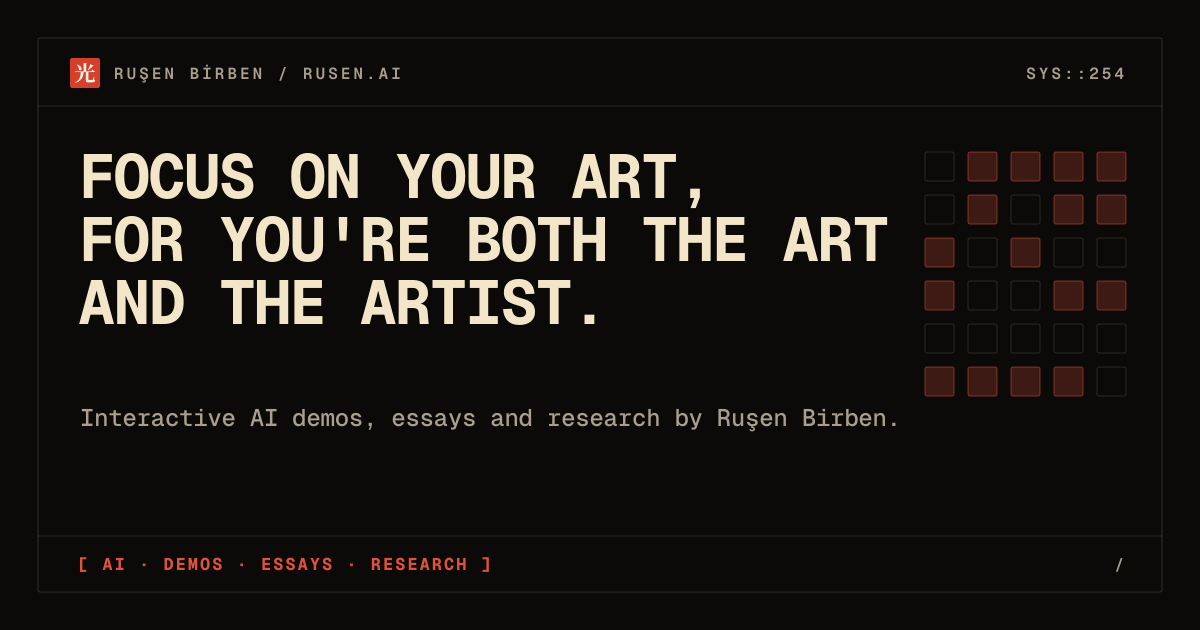 光 RUŞEN BİRBEN / RUSEN.AI
SYS::254
FOCUS ON YOUR ART,
FOR YOU'RE BOTH THE ART
AND THE ARTIST.
Interactive AI demos, essays and research by Ruşen Birben.
[ AI · DEMOS · ESSAYS · RESEARCH ]
/